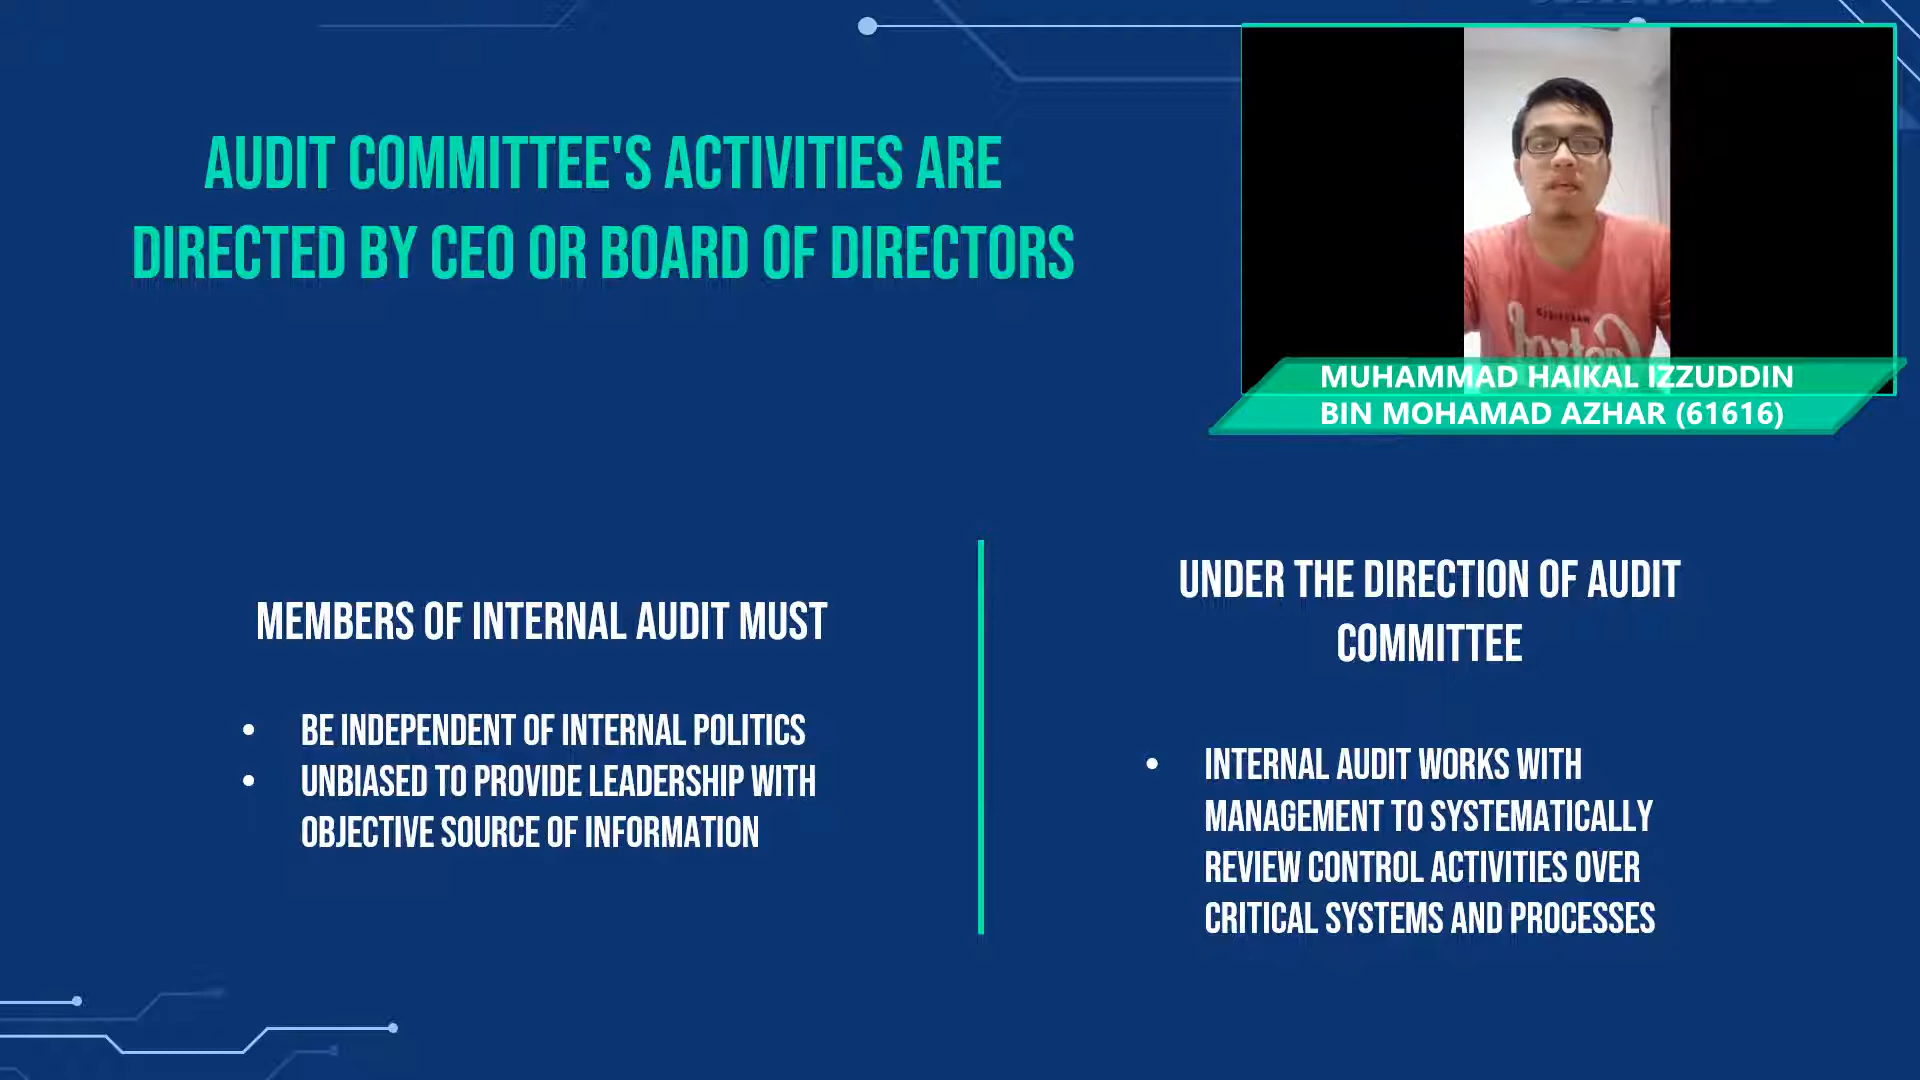 AUDIT COMMITTEE'S ACTIVITIES ARE
DIRECTED BY CEO OR BOARD OF DIRECTORS
MUHAMMAD HAIKAL IZZUDDIN
BIN MOHAMAD AZHAR (61616)
MEMBERS OF INTERNAL AUDIT MUST
• BE INDEPENDENT OF INTERNAL POLITICS
• UNBIASED TO PROVIDE LEADERSHIP WITH
OBJECTIVE SOURCE OF INFORMATION
UNDER THE DIRECTION OF AUDIT
COMMITTEE
• INTERNAL AUDIT WORKS WITH
MANAGEMENT TO SYSTEMATICALLY
REVIEW CONTROL ACTIVITIES OVER
CRITICAL SYSTEMS AND PROCESSES